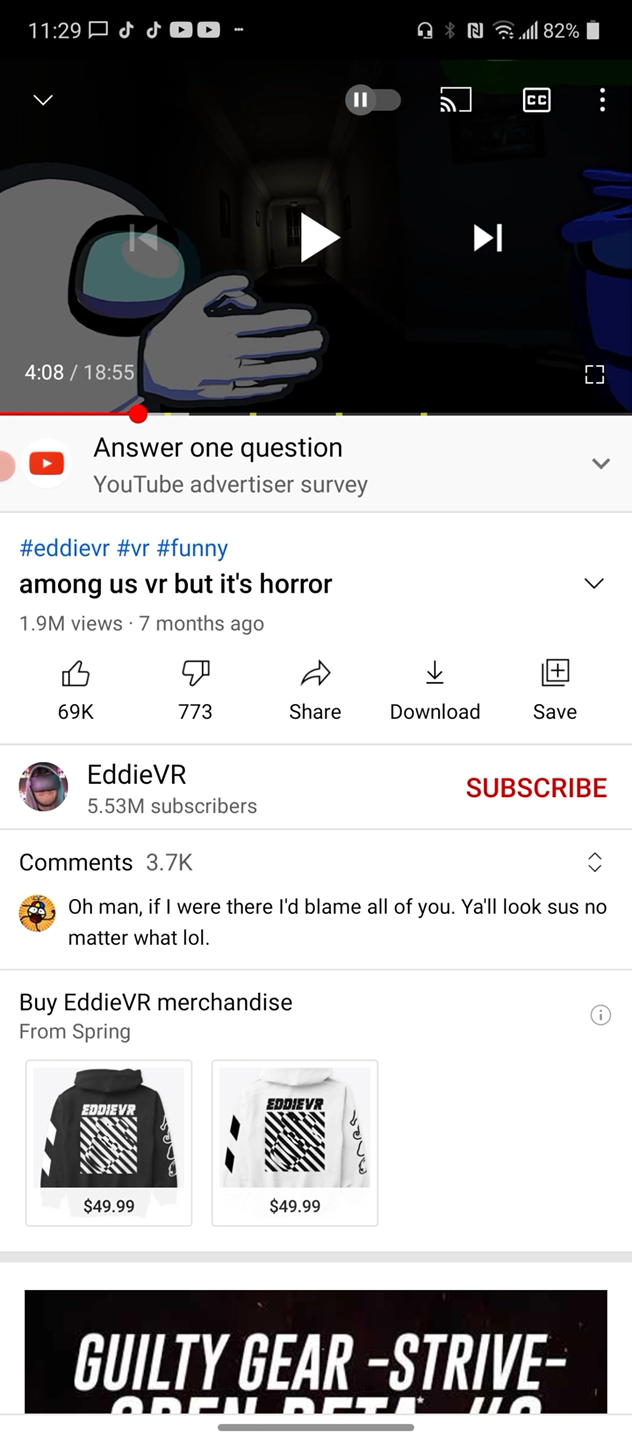 11:29
82%
CC
4:08 / 18:55
Answer one question
YouTube advertiser survey
#eddievr #vr #funny
among us vr but it's horror
1.9M views · 7 months ago
69K
773
Share
Download
Save
EddieVR
5.53M subscribers
SUBSCRIBE
Comments 3.7K
Oh man, if I were there I'd blame all of you. Ya'll look sus no
matter what lol.
Buy EddieVR merchandise
From Spring
EDDIEVR
EDDIEVR
$49.99
$49.99
GUILTY GEAR -STRIVE-
OPEN BETA